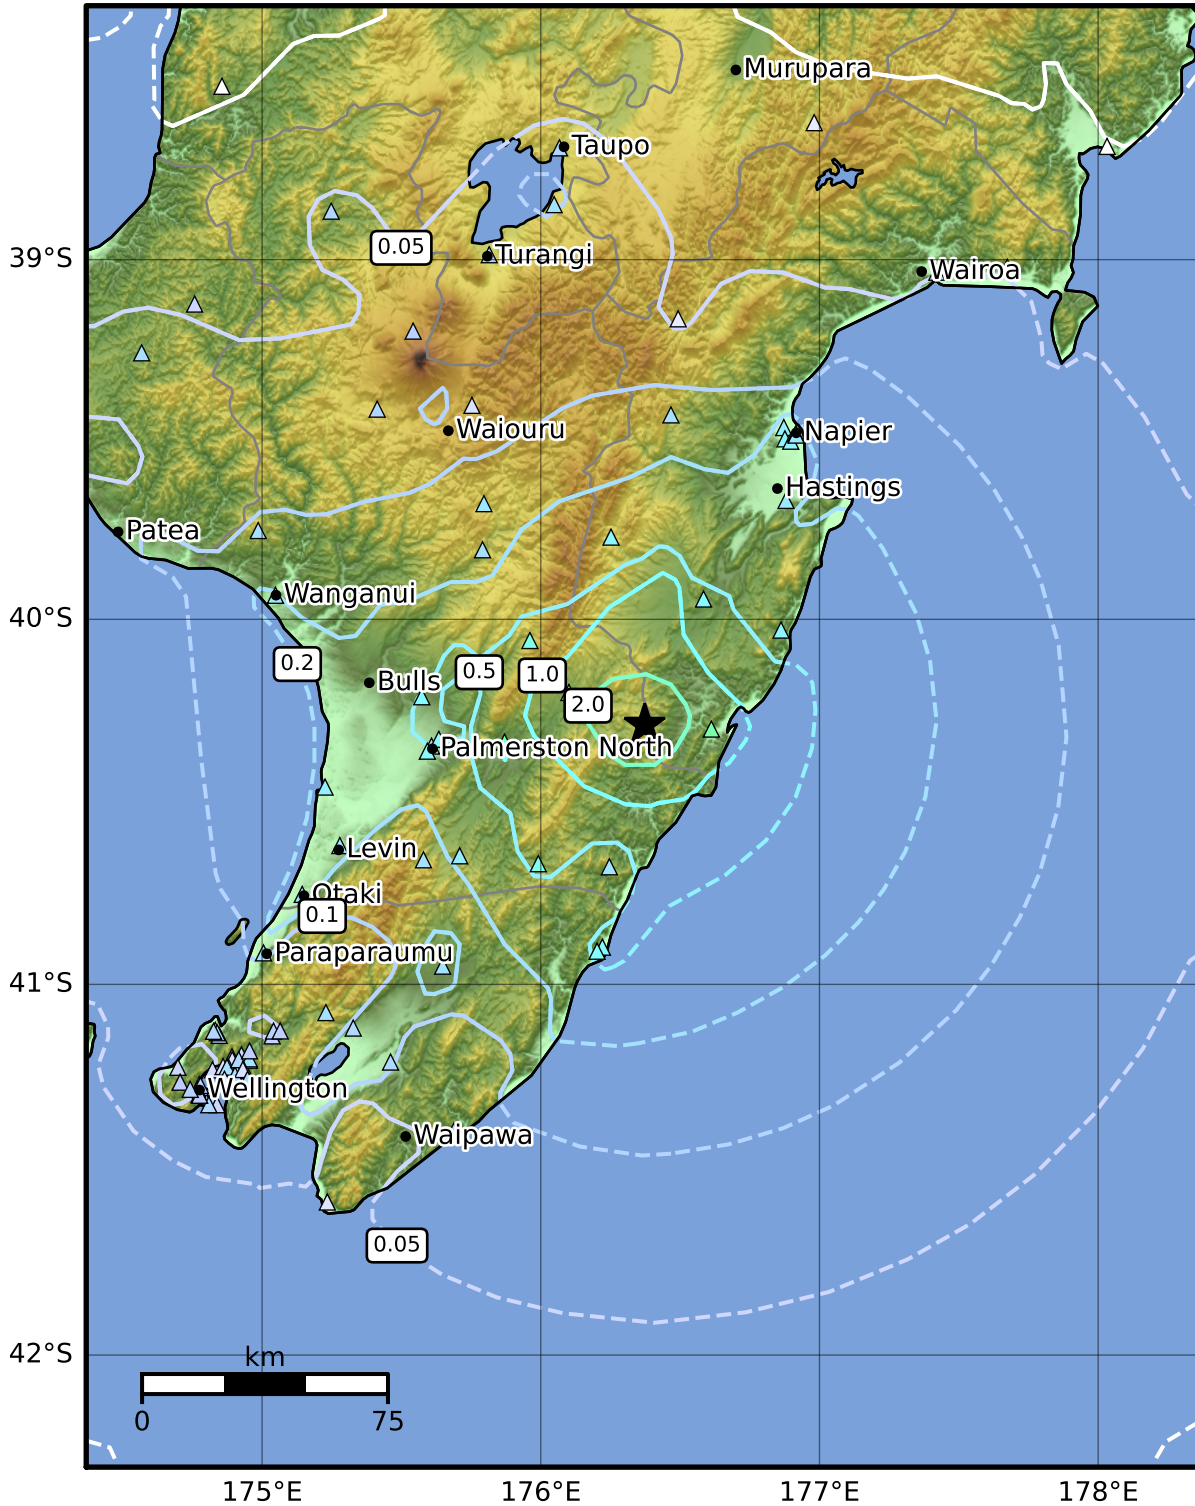 Murupara
Taupo
0.05
Turangi
39°S
Wairoa
Waiouru
Napier
Hastings
Patea
Wanganui
40°S
0.2
Bulls
0.5
1.0
2.0
Palmerston North
Levin
Otaki
0.1
Paraparaumu
41°S
Wellington
Waipawa
0.05
42°S
km
0
75
175°E
176°E
177°E
178°E